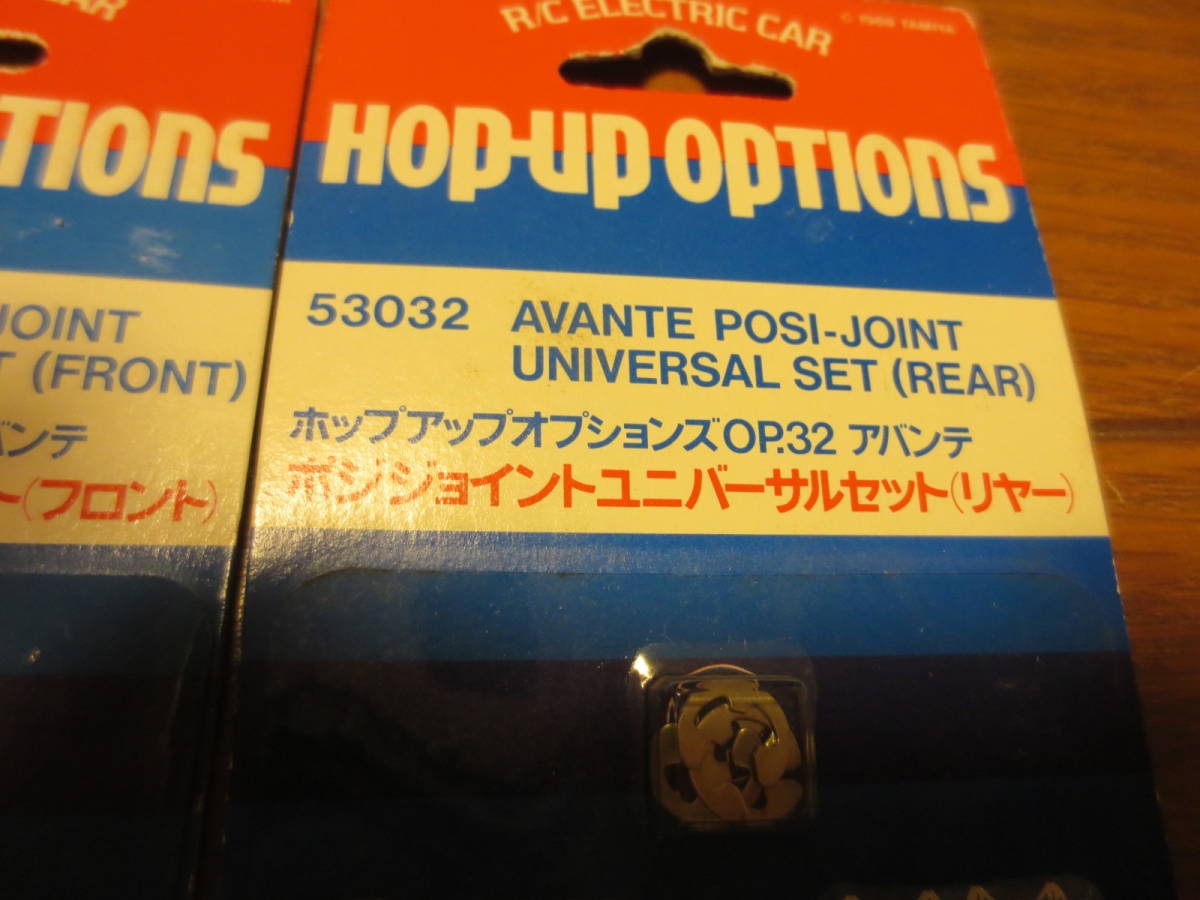 R/C ELECTRIC CAR
HOP-UP OPTIONS
53032 AVANTE POSI-JOINT
UNIVERSAL SET (REAR)
ホップアップオプションズOP.32 アバンテ
ポジジョイントユニバーサルセット(リヤー)
TIONS
JOINT
T (FRONT)
バンテ
ト(フロント)